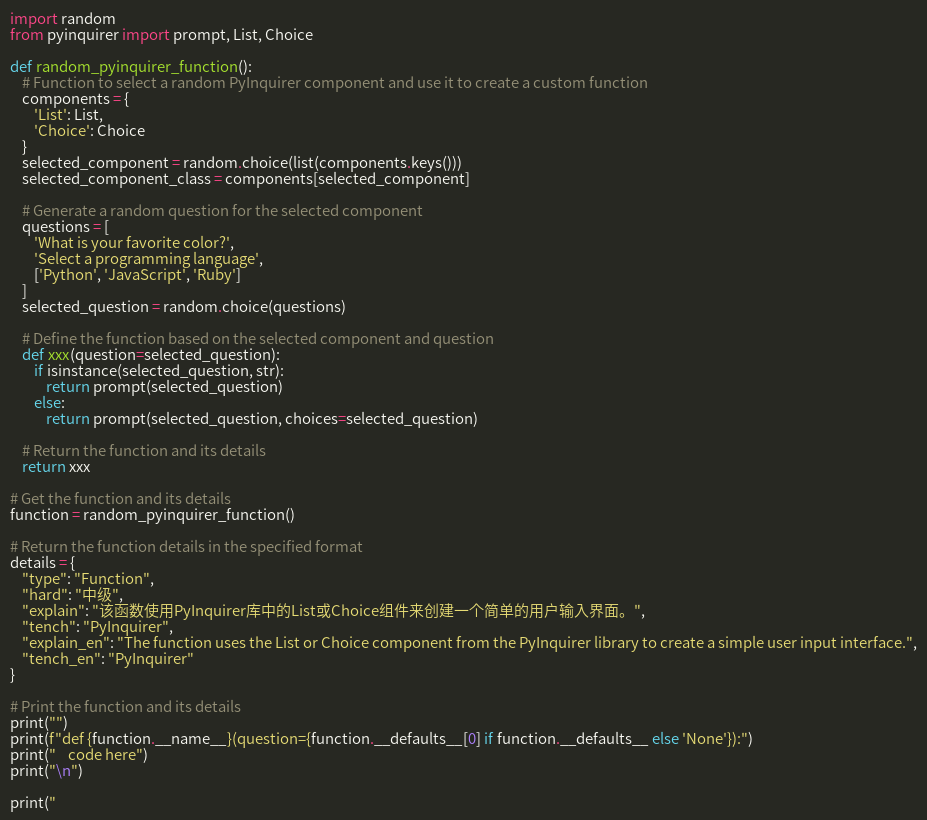 import random
from pyinquirer import prompt, List, Choice

def random_pyinquirer_function():
    # Function to select a random PyInquirer component and use it to create a custom function
    components = {
        'List': List,
        'Choice': Choice
    }
    selected_component = random.choice(list(components.keys()))
    selected_component_class = components[selected_component]

    # Generate a random question for the selected component
    questions = [
        'What is your favorite color?',
        'Select a programming language',
        ['Python', 'JavaScript', 'Ruby']
    ]
    selected_question = random.choice(questions)

    # Define the function based on the selected component and question
    def xxx(question=selected_question):
        if isinstance(selected_question, str):
            return prompt(selected_question)
        else:
            return prompt(selected_question, choices=selected_question)

    # Return the function and its details
    return xxx

# Get the function and its details
function = random_pyinquirer_function()

# Return the function details in the specified format
details = {
    "type": "Function",
    "hard": "中级",
    "explain": "该函数使用PyInquirer库中的List或Choice组件来创建一个简单的用户输入界面。",
    "tench": "PyInquirer",
    "explain_en": "The function uses the List or Choice component from the PyInquirer library to create a simple user input interface.",
    "tench_en": "PyInquirer"
}

# Print the function and its details
print("")
print(f"def {function.__name__}(question={function.__defaults__[0] if function.__defaults__ else 'None'}):")
print("    code here")
print("\n")

print("